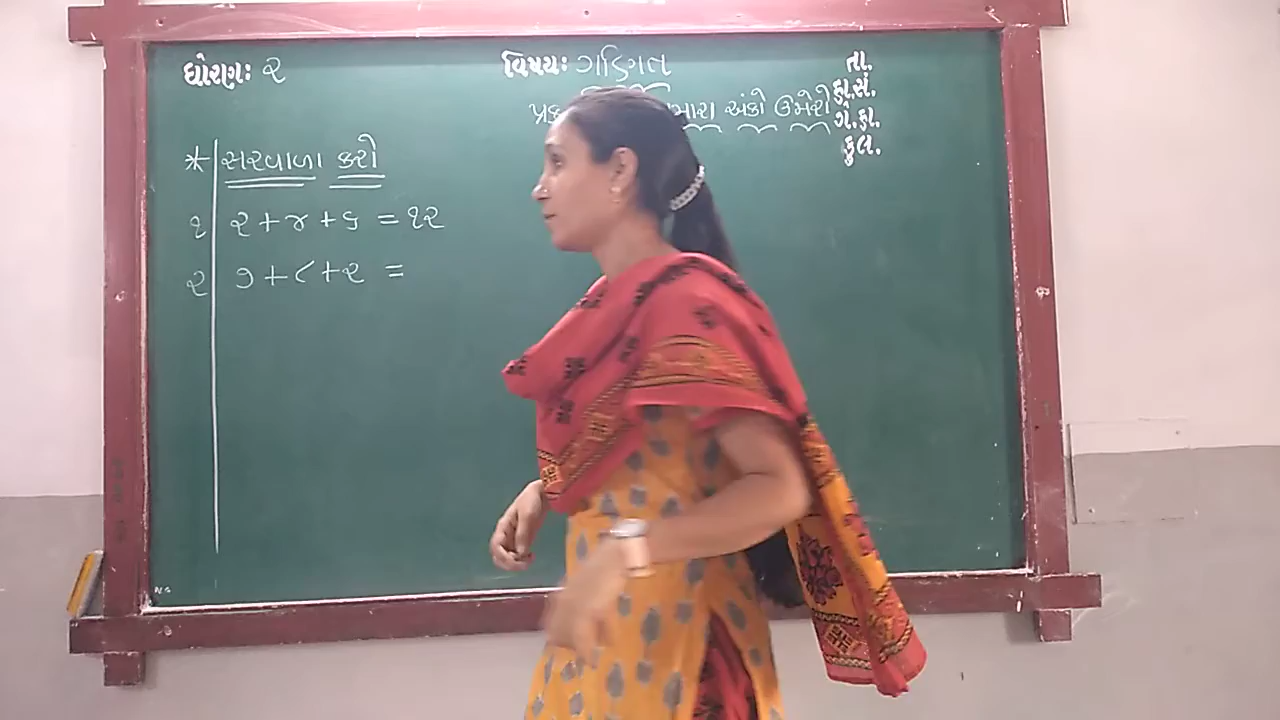 ધોરણ: ૨
વિષય: ગણિત
તા.
હા.સં.
અંકો ઉમેરો
ગે.હા.
કુલ.
* સરવાળા કરો
૧ ૨+૪+૬ =૧૨
૨ ૭+૮+૨ =